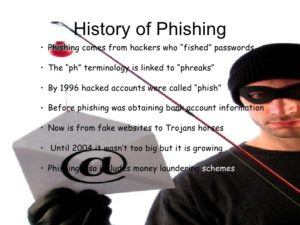 History of Phishing
• Phishing comes from hackers who "fished" passwords
• The "ph" terminology is linked to "phreaks"
• By 1996 hacked accounts were called "phish"
• Before phishing was obtaining bank account information
• Now is from fake websites to Trojans horses
• Until 2004 it wasn't too big but it is growing
• Phishing also includes money laundering schemes
@